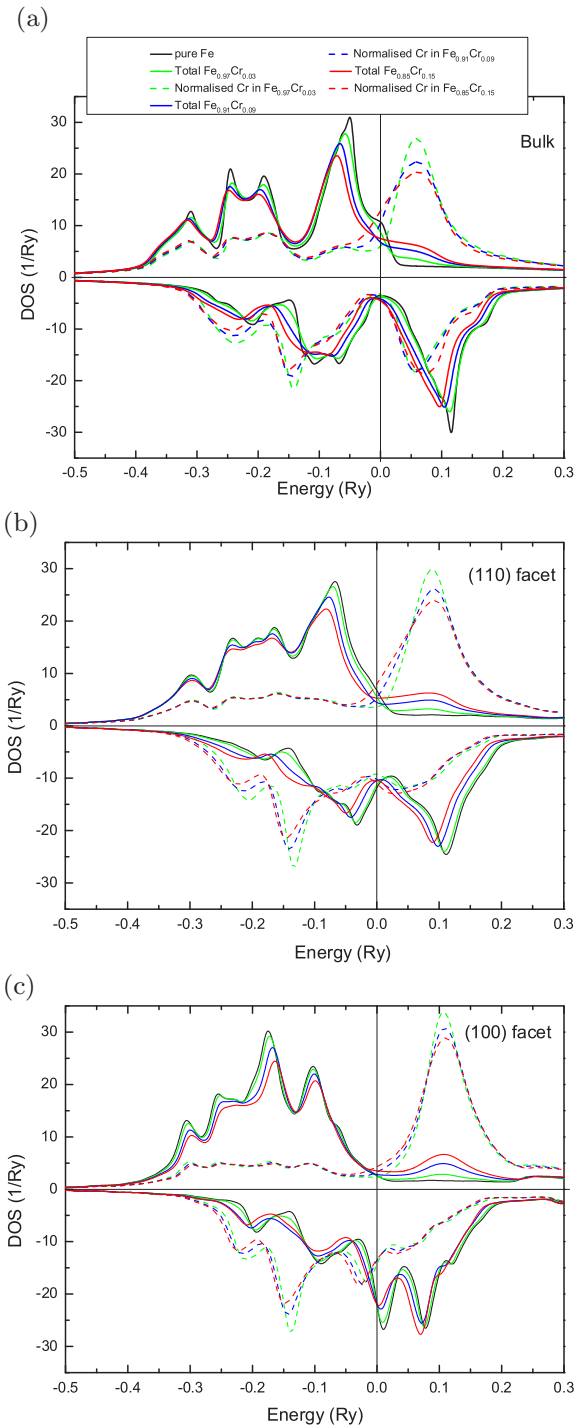 (a)
pure Fe
Normalised Cr in Fe0.91Cr0.09
Total Fe0.97Cr0.03
Total Fe0.85Cr0.15
Normalised Cr in Fe0.97Cr0.03
Normalised Cr in Fe0.85Cr0.15
Total Fe0.91Cr0.09
Bulk
30
20
10
0
-10
-20
-30
DOS (1/Ry)
-0.5 -0.4 -0.3 -0.2 -0.1 0.0 0.1 0.2 0.3
Energy (Ry)
(b)
(110) facet
30
20
10
0
-10
-20
-30
DOS (1/Ry)
-0.5 -0.4 -0.3 -0.2 -0.1 0.0 0.1 0.2 0.3
Energy (Ry)
(c)
(100) facet
30
20
10
0
-10
-20
-30
DOS (1/Ry)
-0.5 -0.4 -0.3 -0.2 -0.1 0.0 0.1 0.2 0.3
Energy (Ry)